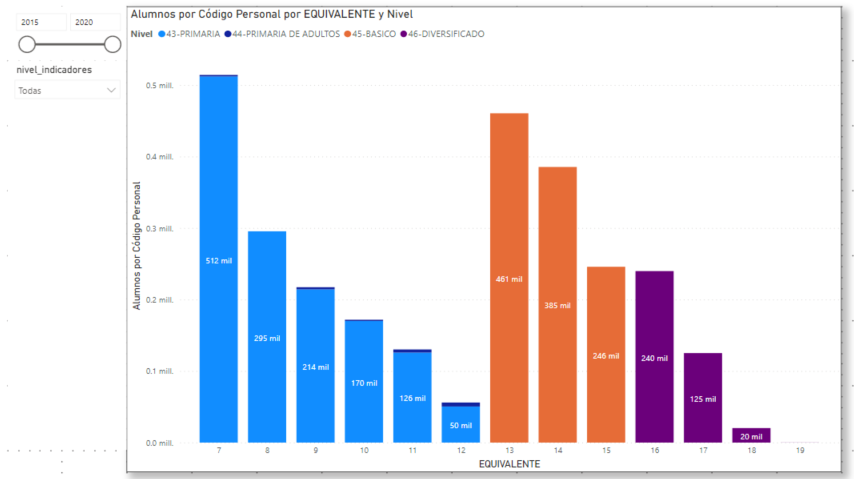 Alumnos por Código Personal por EQUIVALENTE y Nivel
2015 2020
Nivel 43-PRIMARIA 44-PRIMARIA DE ADULTOS 45-BASICO 46-DIVERSIFICADO
nivel_indicadores
Todas
Alumnos por Código Personal
0.5 mill.
0.4 mill.
0.3 mill.
0.2 mill.
0.1 mill.
0.0 mill.
512 mil
295 mil
214 mil
170 mil
126 mil
50 mil
461 mil
385 mil
246 mil
240 mil
125 mil
20 mil
7 8 9 10 11 12 13 14 15 16 17 18 19
EQUIVALENTE